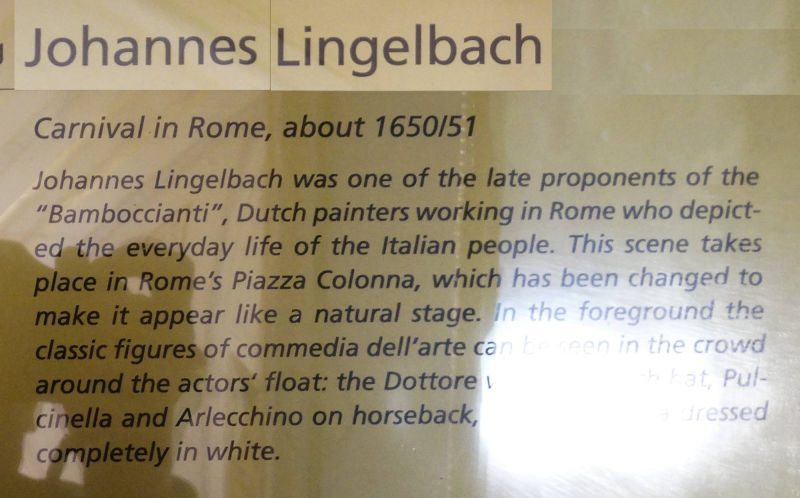 Johannes Lingelbach
Carnival in Rome, about 1650/51
Johannes Lingelbach was one of the late proponents of the
“Bamboccianti”, Dutch painters working in Rome who depict-
ed the everyday life of the Italian people. This scene takes
place in Rome’s Piazza Colonna, which has been changed to
make it appear like a natural stage. In the foreground the
classic figures of commedia dell’arte can be seen in the crowd
around the actors‘ float: the Dottore hat, Pul-
cinella and Arlecchino on horseback, dressed
completely in white.